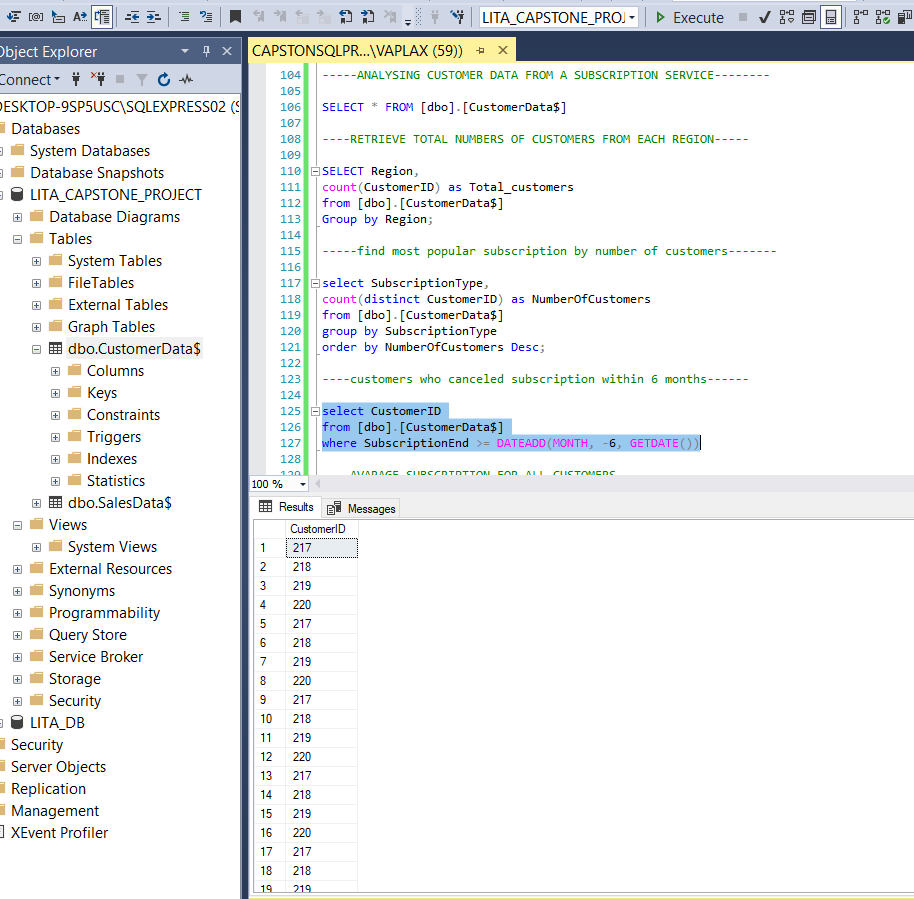 LITA_CAPSTONE_PROJ
Execute
Object Explorer
Connect
DESKTOP-9SP5USC\SQLEXPRESS02 (S
Databases
System Databases
Database Snapshots
LITA_CAPSTONE_PROJECT
Database Diagrams
Tables
System Tables
FileTables
External Tables
Graph Tables
dbo.CustomerData$
Columns
Keys
Constraints
Triggers
Indexes
Statistics
dbo.SalesData$
Views
System Views
External Resources
Synonyms
Programmability
Query Store
Service Broker
Storage
Security
LITA_DB
Security
Server Objects
Replication
Management
XEvent Profiler
CAPSTONSQLPR...\VAPLAX (59))
104 -----ANALYSING CUSTOMER DATA FROM A SUBSCRIPTION SERVICE--------
105
106 SELECT * FROM [dbo].[CustomerData$]
107
108 ----RETRIEVE TOTAL NUMBERS OF CUSTOMERS FROM EACH REGION-----
109
110 SELECT Region,
111 count(CustomerID) as Total_customers
112 from [dbo].[CustomerData$]
113 Group by Region;
114
115 -----find most popular subscription by number of customers-------
116
117 select SubscriptionType,
118 count(distinct CustomerID) as NumberOfCustomers
119 from [dbo].[CustomerData$]
120 group by SubscriptionType
121 order by NumberOfCustomers Desc;
122
123 ----customers who canceled subscription within 6 months------
124
125 select CustomerID
126 from [dbo].[CustomerData$]
127 where SubscriptionEnd >= DATEADD(MONTH, -6, GETDATE())
128
129 AVARAGE SUBSCRIPTION FOR ALL CUSTOMERS
100 %
Results Messages
CustomerID
1 217
2 218
3 219
4 220
5 217
6 218
7 219
8 220
9 217
10 218
11 219
12 220
13 217
14 218
15 219
16 220
17 217
18 218
19 219